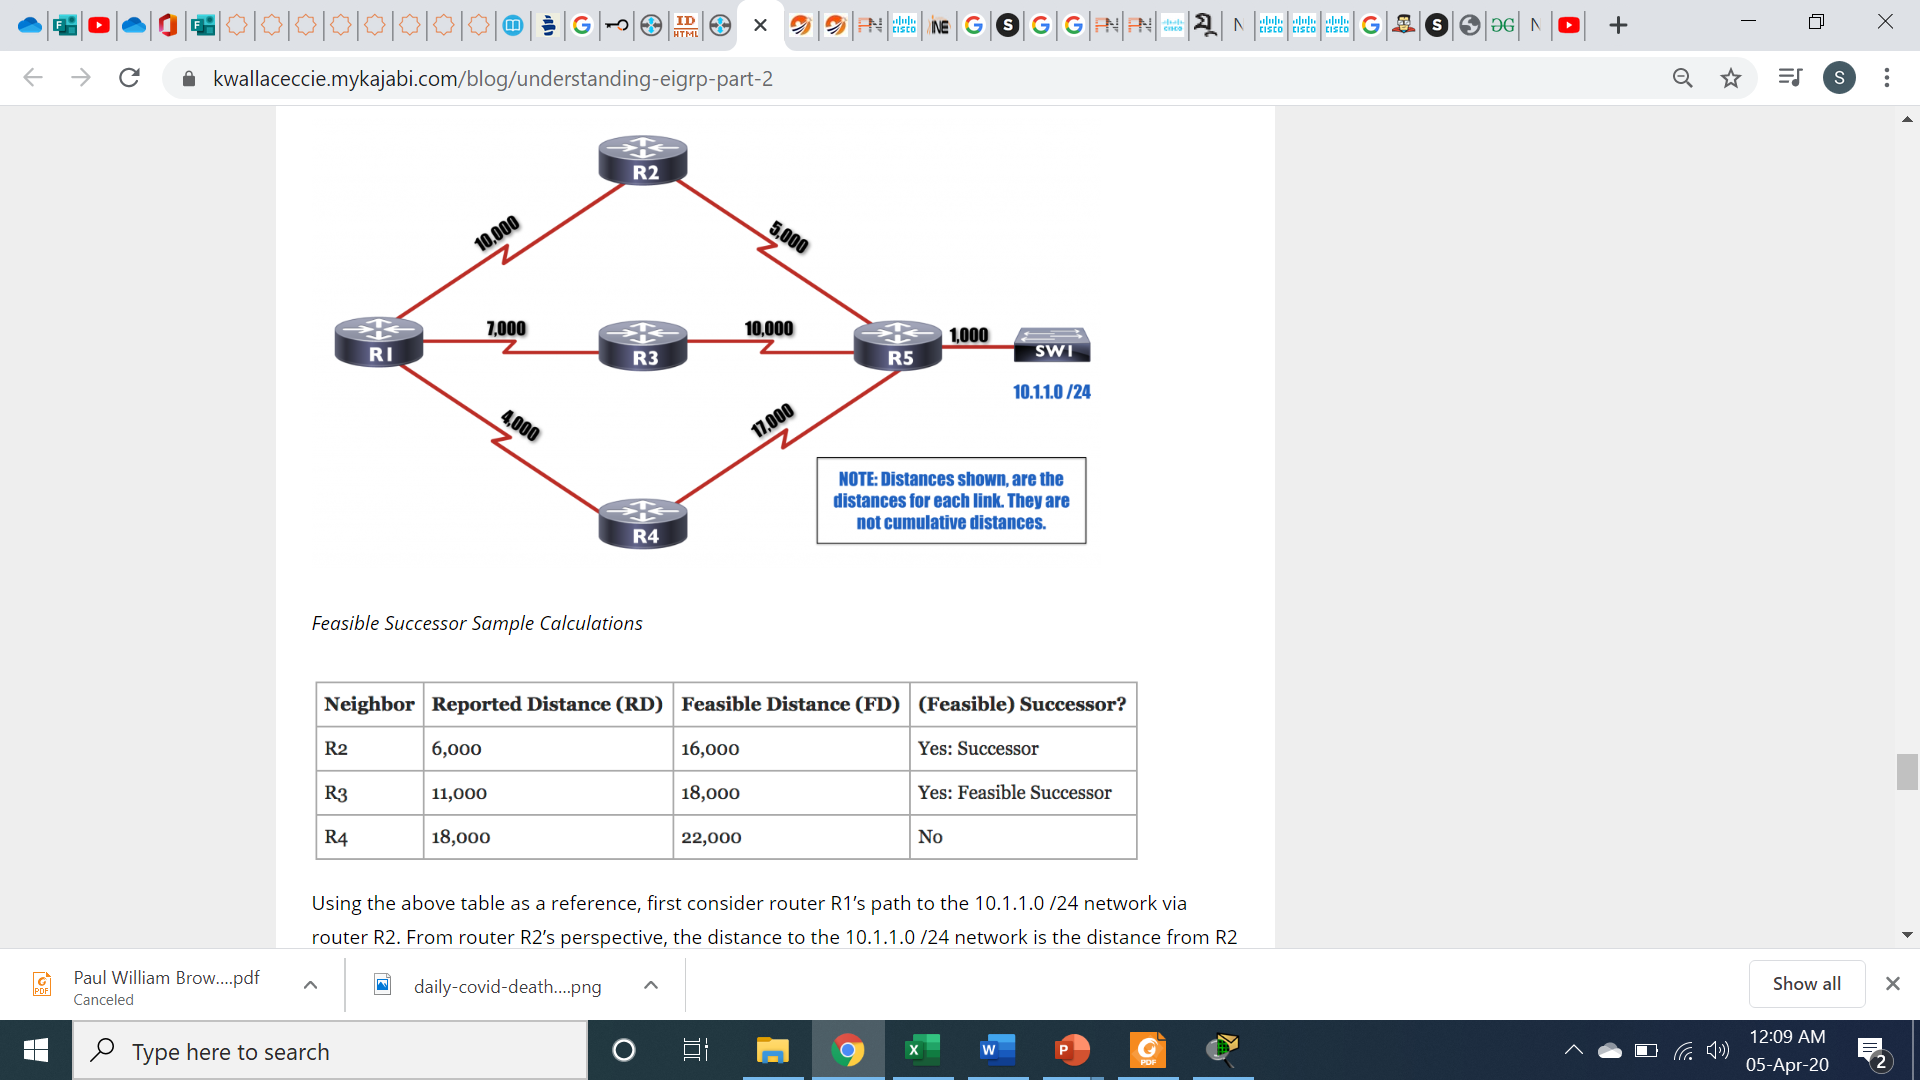 kwallaceccie.mykajabi.com/blog/understanding-eigrp-part-2
S
R2
10,000
5,000
7,000
10,000
1,000
R1
R3
R5
SW1
10.1.1.0 /24
4,000
17,000
R4
NOTE: Distances shown, are the
distances for each link. They are
not cumulative distances.
Feasible Successor Sample Calculations
Neighbor Reported Distance (RD) Feasible Distance (FD) (Feasible) Successor?
R2 6,000 16,000 Yes: Successor
R3 11,000 18,000 Yes: Feasible Successor
R4 18,000 22,000 No
Using the above table as a reference, first consider router R1’s path to the 10.1.1.0 /24 network via
router R2. From router R2’s perspective, the distance to the 10.1.1.0 /24 network is the distance from R2
Paul William Brow....pdf
Canceled
daily-covid-death....png
Show all
Type here to search
12:09 AM
05-Apr-20
2